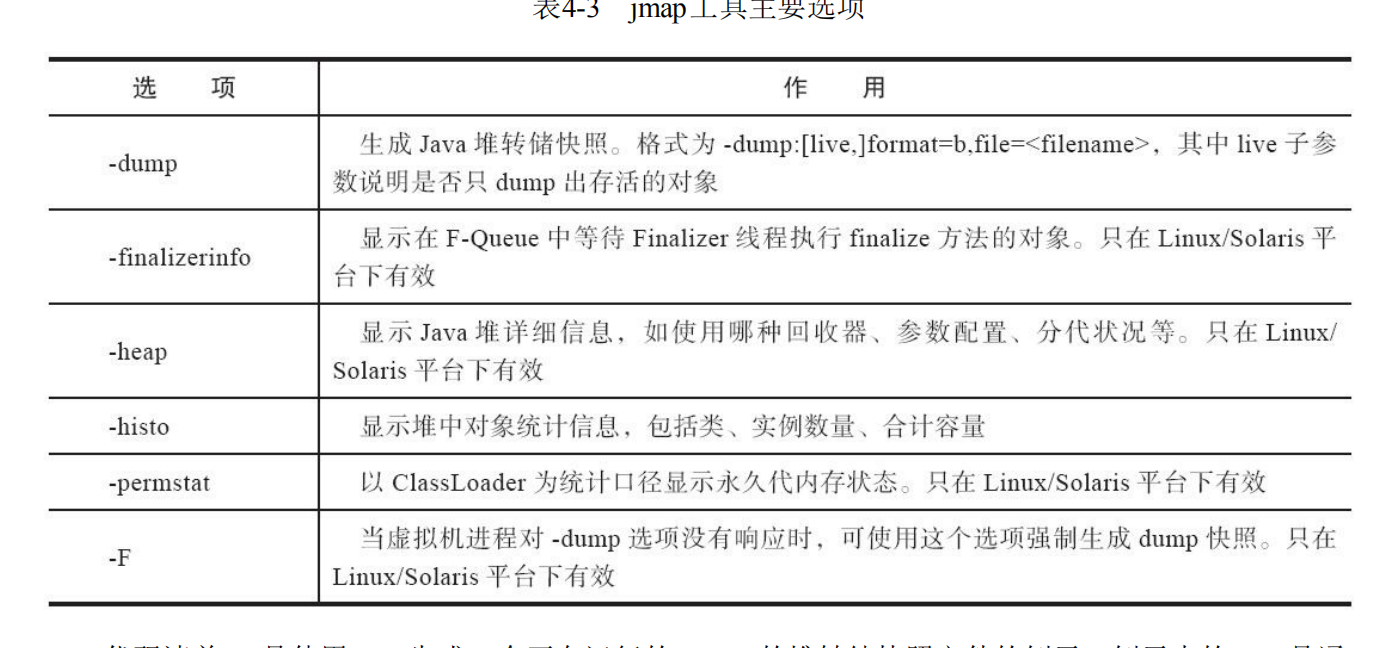 表4-3 jmap工具主要选项
选 项
作 用
-dump
生成 Java 堆转储快照。格式为 -dump:[live,]format=b,file=<filename>，其中 live 子参
数说明是否只 dump 出存活的对象
-finalizerinfo
显示在 F-Queue 中等待 Finalizer 线程执行 finalize 方法的对象。只在 Linux/Solaris 平
台下有效
-heap
显示 Java 堆详细信息，如使用哪种回收器、参数配置、分代状况等。只在 Linux/
Solaris 平台下有效
-histo
显示堆中对象统计信息，包括类、实例数量、合计容量
-permstat
以 ClassLoader 为统计口径显示永久代内存状态。只在 Linux/Solaris 平台下有效
-F
当虚拟机进程对 -dump 选项没有响应时，可使用这个选项强制生成 dump 快照。只在
Linux/Solaris 平台下有效